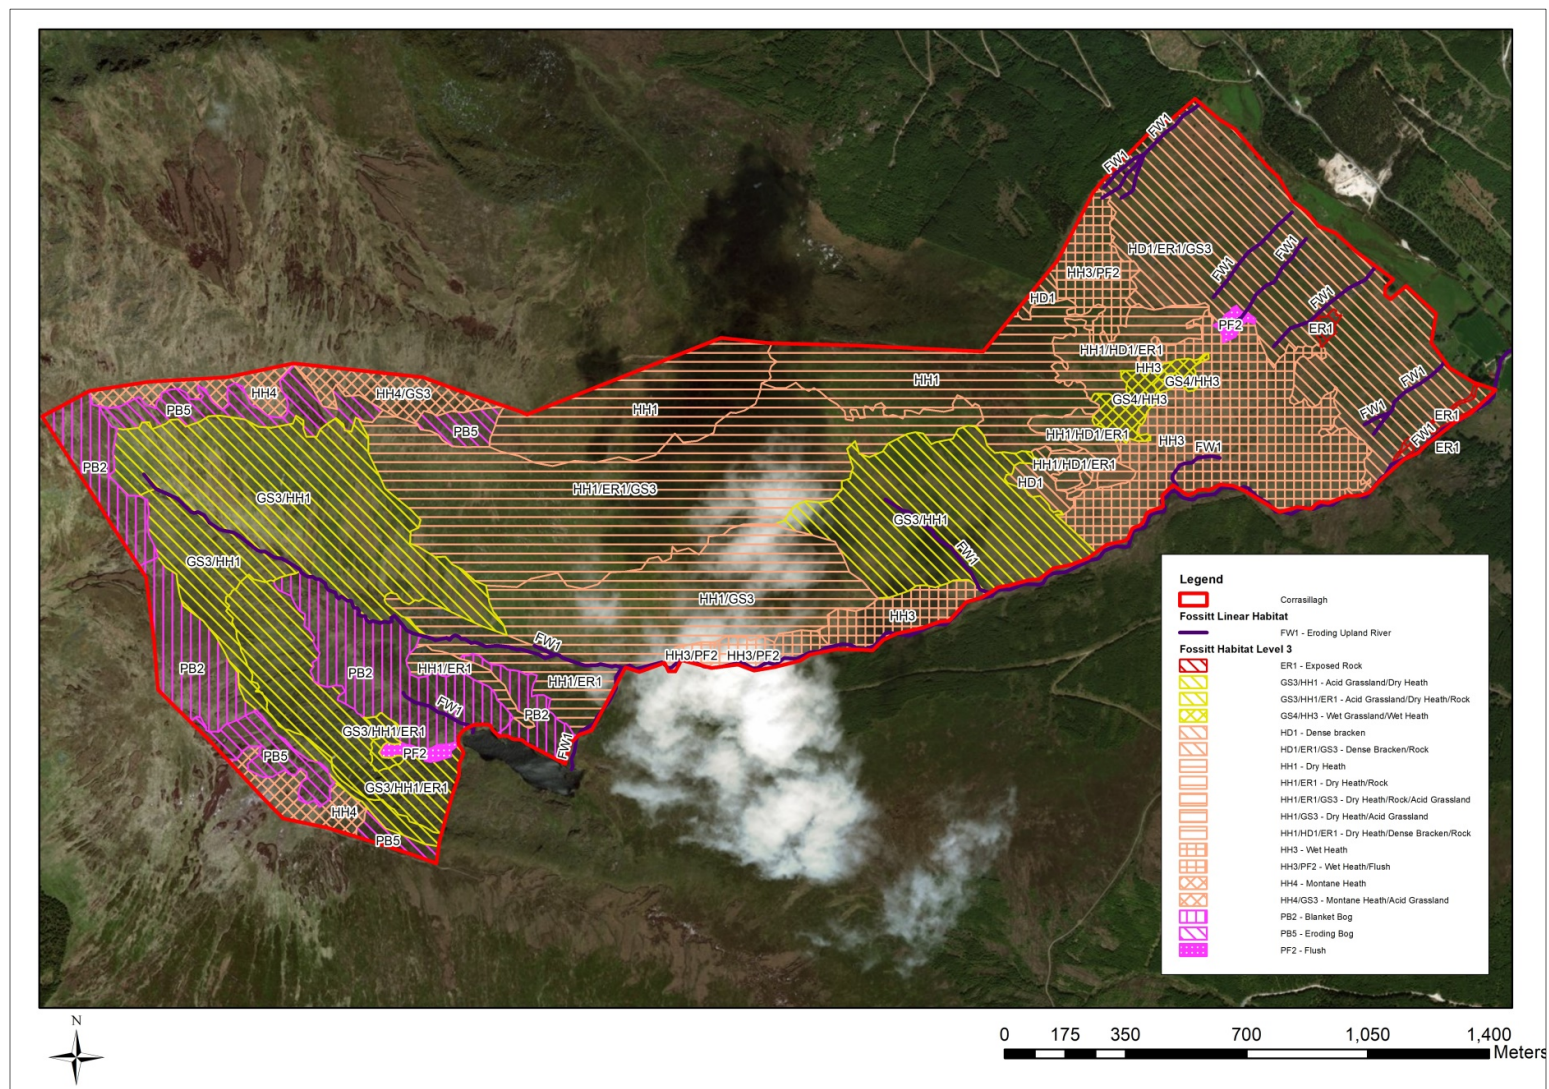 FW1
FW1
HD1/ER1/GS3
FW1
FW1
HH3/PF2
HD1
FW1
PF2
ER1
HH1/HD1/ER1
HH3
GS4/HH3
HH1
FW1
GS4/HH3
HH4
HH4/GS3
PB5
HH1
PB5
FW1
ER1
HH1/HD1/ER1
HH3
FW1
ER1
FW1
PB2
HH1/HD1/ER1
HD1
HH1/ER1/GS3
GS3/HH1
GS3/HH1
FW1
GS3/HH1
HH1/GS3
HH3
FW1
HH3/PF2
HH3/PF2
PB2
PB2
HH1/ER1
HH1/ER1
FW1
PB2
GS3/HH1/ER1
PF2
FW1
PB5
GS3/HH1/ER1
HH4
PB5
Legend
Corrasillagh
Fossitt Linear Habitat
FW1 - Eroding Upland River
Fossitt Habitat Level 3
ER1 - Exposed Rock
GS3/HH1 - Acid Grassland/Dry Heath
GS3/HH1/ER1 - Acid Grassland/Dry Heath/Rock
GS4/HH3 - Wet Grassland/Wet Heath
HD1 - Dense bracken
HD1/ER1/GS3 - Dense Bracken/Rock
HH1 - Dry Heath
HH1/ER1 - Dry Heath/Rock
HH1/ER1/GS3 - Dry Heath/Rock/Acid Grassland
HH1/GS3 - Dry Heath/Acid Grassland
HH1/HD1/ER1 - Dry Heath/Dense Bracken/Rock
HH3 - Wet Heath
HH3/PF2 - Wet Heath/Flush
HH4 - Montane Heath
HH4/GS3 - Montane Heath/Acid Grassland
PB2 - Blanket Bog
PB5 - Eroding Bog
PF2 - Flush
N
0 175 350 700 1,050 1,400
Meters